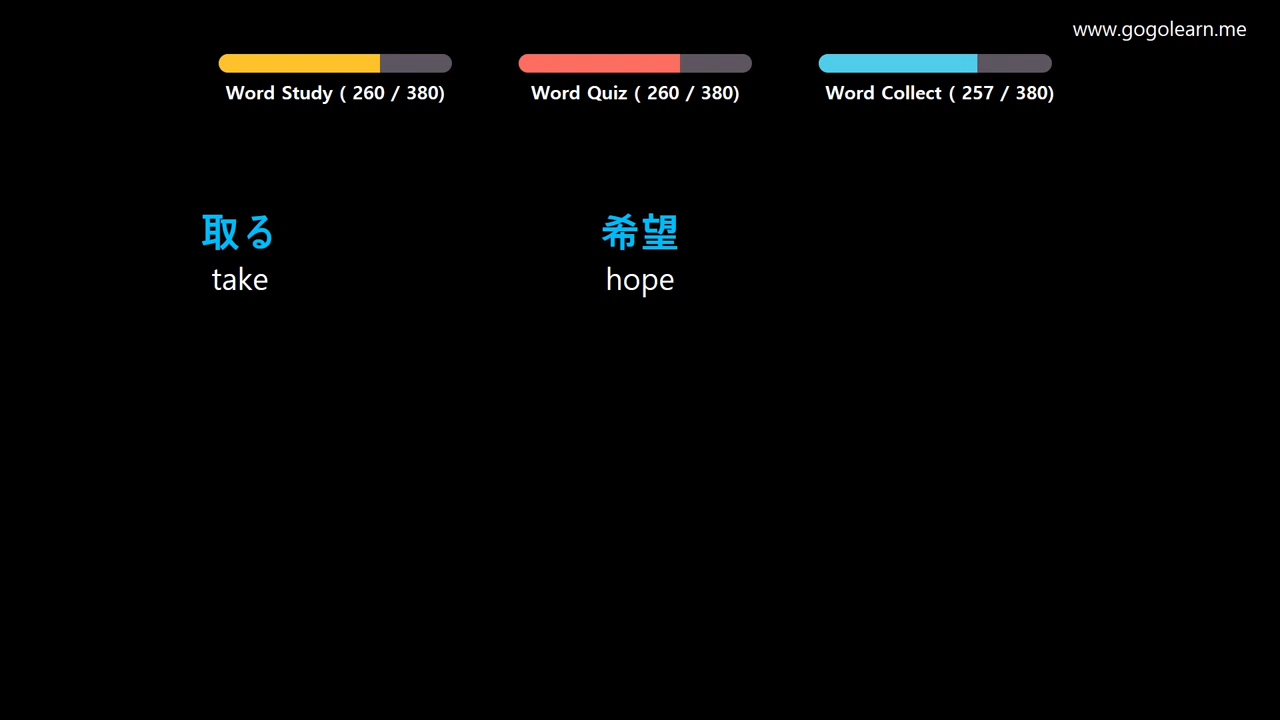 www.gogolearn.me
Word Study ( 260 / 380)
Word Quiz ( 260 / 380)
Word Collect ( 257 / 380)
取る
take
希望
hope